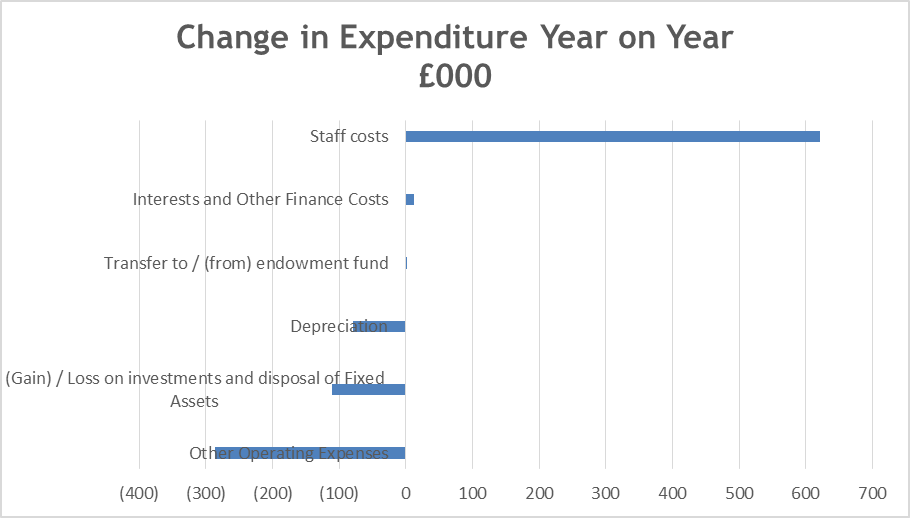 Change in Expenditure Year on Year
£000
Staff costs
Interests and Other Finance Costs
Transfer to / (from) endowment fund
Depreciation
(Gain) / Loss on investments and disposal of Fixed
Assets
Other Operating Expenses
(400) (300) (200) (100) 0 100 200 300 400 500 600 700